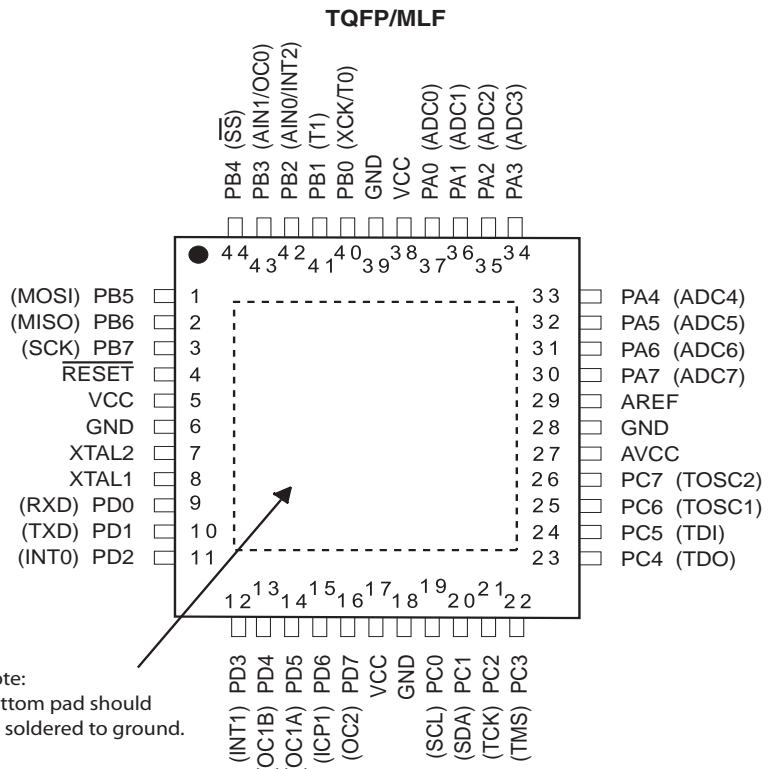 TQFP/MLF
PB4 (SS)
PB3 (AIN1/OC0)
PB2 (AIN0/INT2)
PB1 (T1)
PB0 (XCK/T0)
GND
VCC
PA0 (ADC0)
PA1 (ADC1)
PA2 (ADC2)
PA3 (ADC3)
44
43
42
41
40
39
38
37
36
35
34
(MOSI) PB5 1
(MISO) PB6 2
(SCK) PB7 3
RESET 4
VCC 5
GND 6
XTAL2 7
XTAL1 8
(RXD) PD0 9
(TXD) PD1 10
(INT0) PD2 11
33 PA4 (ADC4)
32 PA5 (ADC5)
31 PA6 (ADC6)
30 PA7 (ADC7)
29 AREF
28 GND
27 AVCC
26 PC7 (TOSC2)
25 PC6 (TOSC1)
24 PC5 (TDI)
23 PC4 (TDO)
12
13
14
15
16
17
18
19
20
21
22
(INT1) PD3
OC1B) PD4
OC1A) PD5
(ICP1) PD6
(OC2) PD7
VCC
GND
(SCL) PC0
(SDA) PC1
(TCK) PC2
(TMS) PC3
ote:
ttom pad should
soldered to ground.